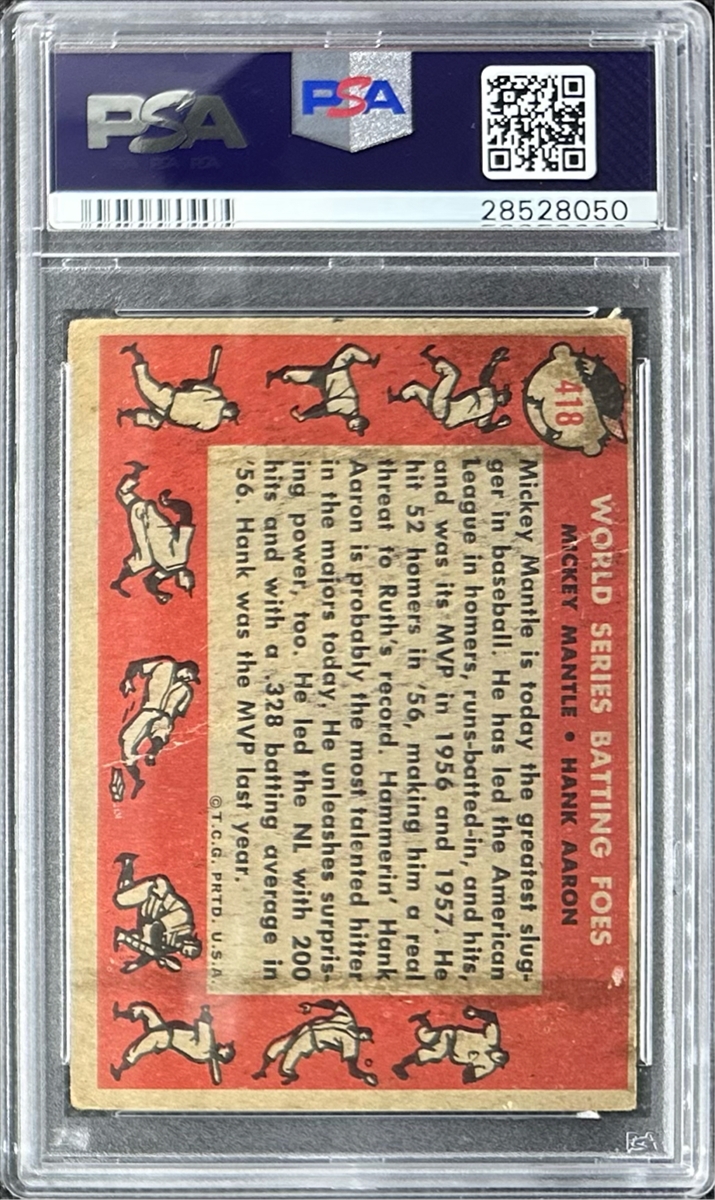 PSA
PSA
28528050
418
WORLD SERIES BATTING FOES
MICKEY MANTLE • HANK AARON
Mickey Mantle is today the greatest slug-
ger in baseball. He has led the American
League in homers, runs-batted-in, and hits,
and was its MVP in 1956 and 1957. He
hit 52 homers in '56, making him a real
threat to Ruth's record. Hammerin' Hank
Aaron is probably the most talented hitter
in the majors today. He unleashes surpris-
ing power, too. He led the NL with 200
hits and with a .328 batting average in
'56. Hank was the MVP last year.
©T.C.G. PRTD. U.S.A.